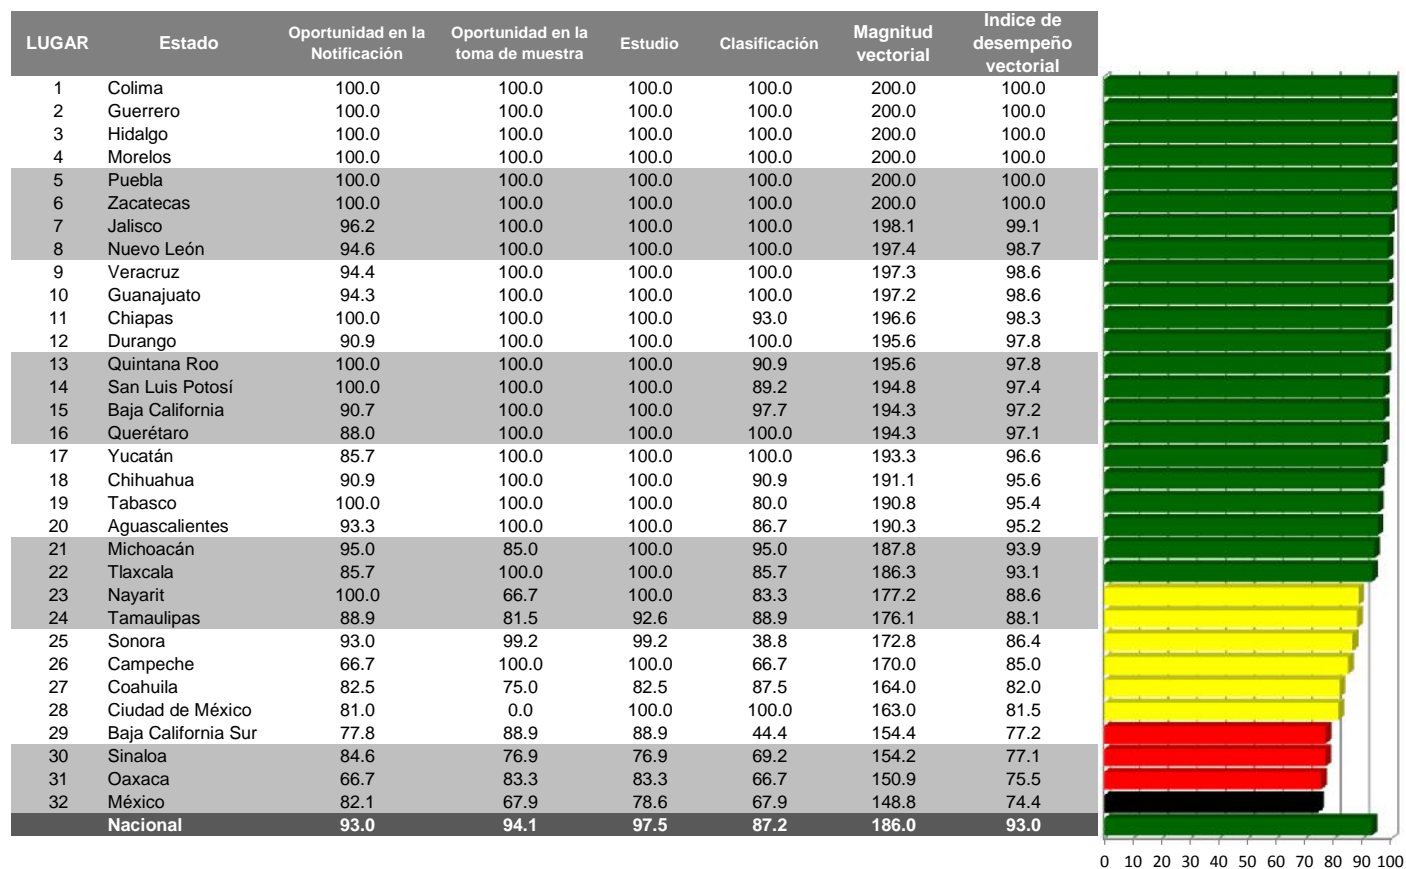 LUGAR Estado Oportunidad en la Notificación Oportunidad en la toma de muestra Estudio Clasificación Magnitud vectorial Indice de desempeño vectorial
1 Colima 100.0 100.0 100.0 100.0 200.0 100.0
2 Guerrero 100.0 100.0 100.0 100.0 200.0 100.0
3 Hidalgo 100.0 100.0 100.0 100.0 200.0 100.0
4 Morelos 100.0 100.0 100.0 100.0 200.0 100.0
5 Puebla 100.0 100.0 100.0 100.0 200.0 100.0
6 Zacatecas 100.0 100.0 100.0 100.0 200.0 100.0
7 Jalisco 96.2 100.0 100.0 100.0 198.1 99.1
8 Nuevo León 94.6 100.0 100.0 100.0 197.4 98.7
9 Veracruz 94.4 100.0 100.0 100.0 197.3 98.6
10 Guanajuato 94.3 100.0 100.0 100.0 197.2 98.6
11 Chiapas 100.0 100.0 100.0 93.0 196.6 98.3
12 Durango 90.9 100.0 100.0 100.0 195.6 97.8
13 Quintana Roo 100.0 100.0 100.0 90.9 195.6 97.8
14 San Luis Potosí 100.0 100.0 100.0 89.2 194.8 97.4
15 Baja California 90.7 100.0 100.0 97.7 194.3 97.2
16 Querétaro 88.0 100.0 100.0 100.0 194.3 97.1
17 Yucatán 85.7 100.0 100.0 100.0 193.3 96.6
18 Chihuahua 90.9 100.0 100.0 90.9 191.1 95.6
19 Tabasco 100.0 100.0 100.0 80.0 190.8 95.4
20 Aguascalientes 93.3 100.0 100.0 86.7 190.3 95.2
21 Michoacán 95.0 85.0 100.0 95.0 187.8 93.9
22 Tlaxcala 85.7 100.0 100.0 85.7 186.3 93.1
23 Nayarit 100.0 66.7 100.0 83.3 177.2 88.6
24 Tamaulipas 88.9 81.5 92.6 88.9 176.1 88.1
25 Sonora 93.0 99.2 99.2 38.8 172.8 86.4
26 Campeche 66.7 100.0 100.0 66.7 170.0 85.0
27 Coahuila 82.5 75.0 82.5 87.5 164.0 82.0
28 Ciudad de México 81.0 0.0 100.0 100.0 163.0 81.5
29 Baja California Sur 77.8 88.9 88.9 44.4 154.4 77.2
30 Sinaloa 84.6 76.9 76.9 69.2 154.2 77.1
31 Oaxaca 66.7 83.3 83.3 66.7 150.9 75.5
32 México 82.1 67.9 78.6 67.9 148.8 74.4
Nacional 93.0 94.1 97.5 87.2 186.0 93.0
0 10 20 30 40 50 60 70 80 90 100